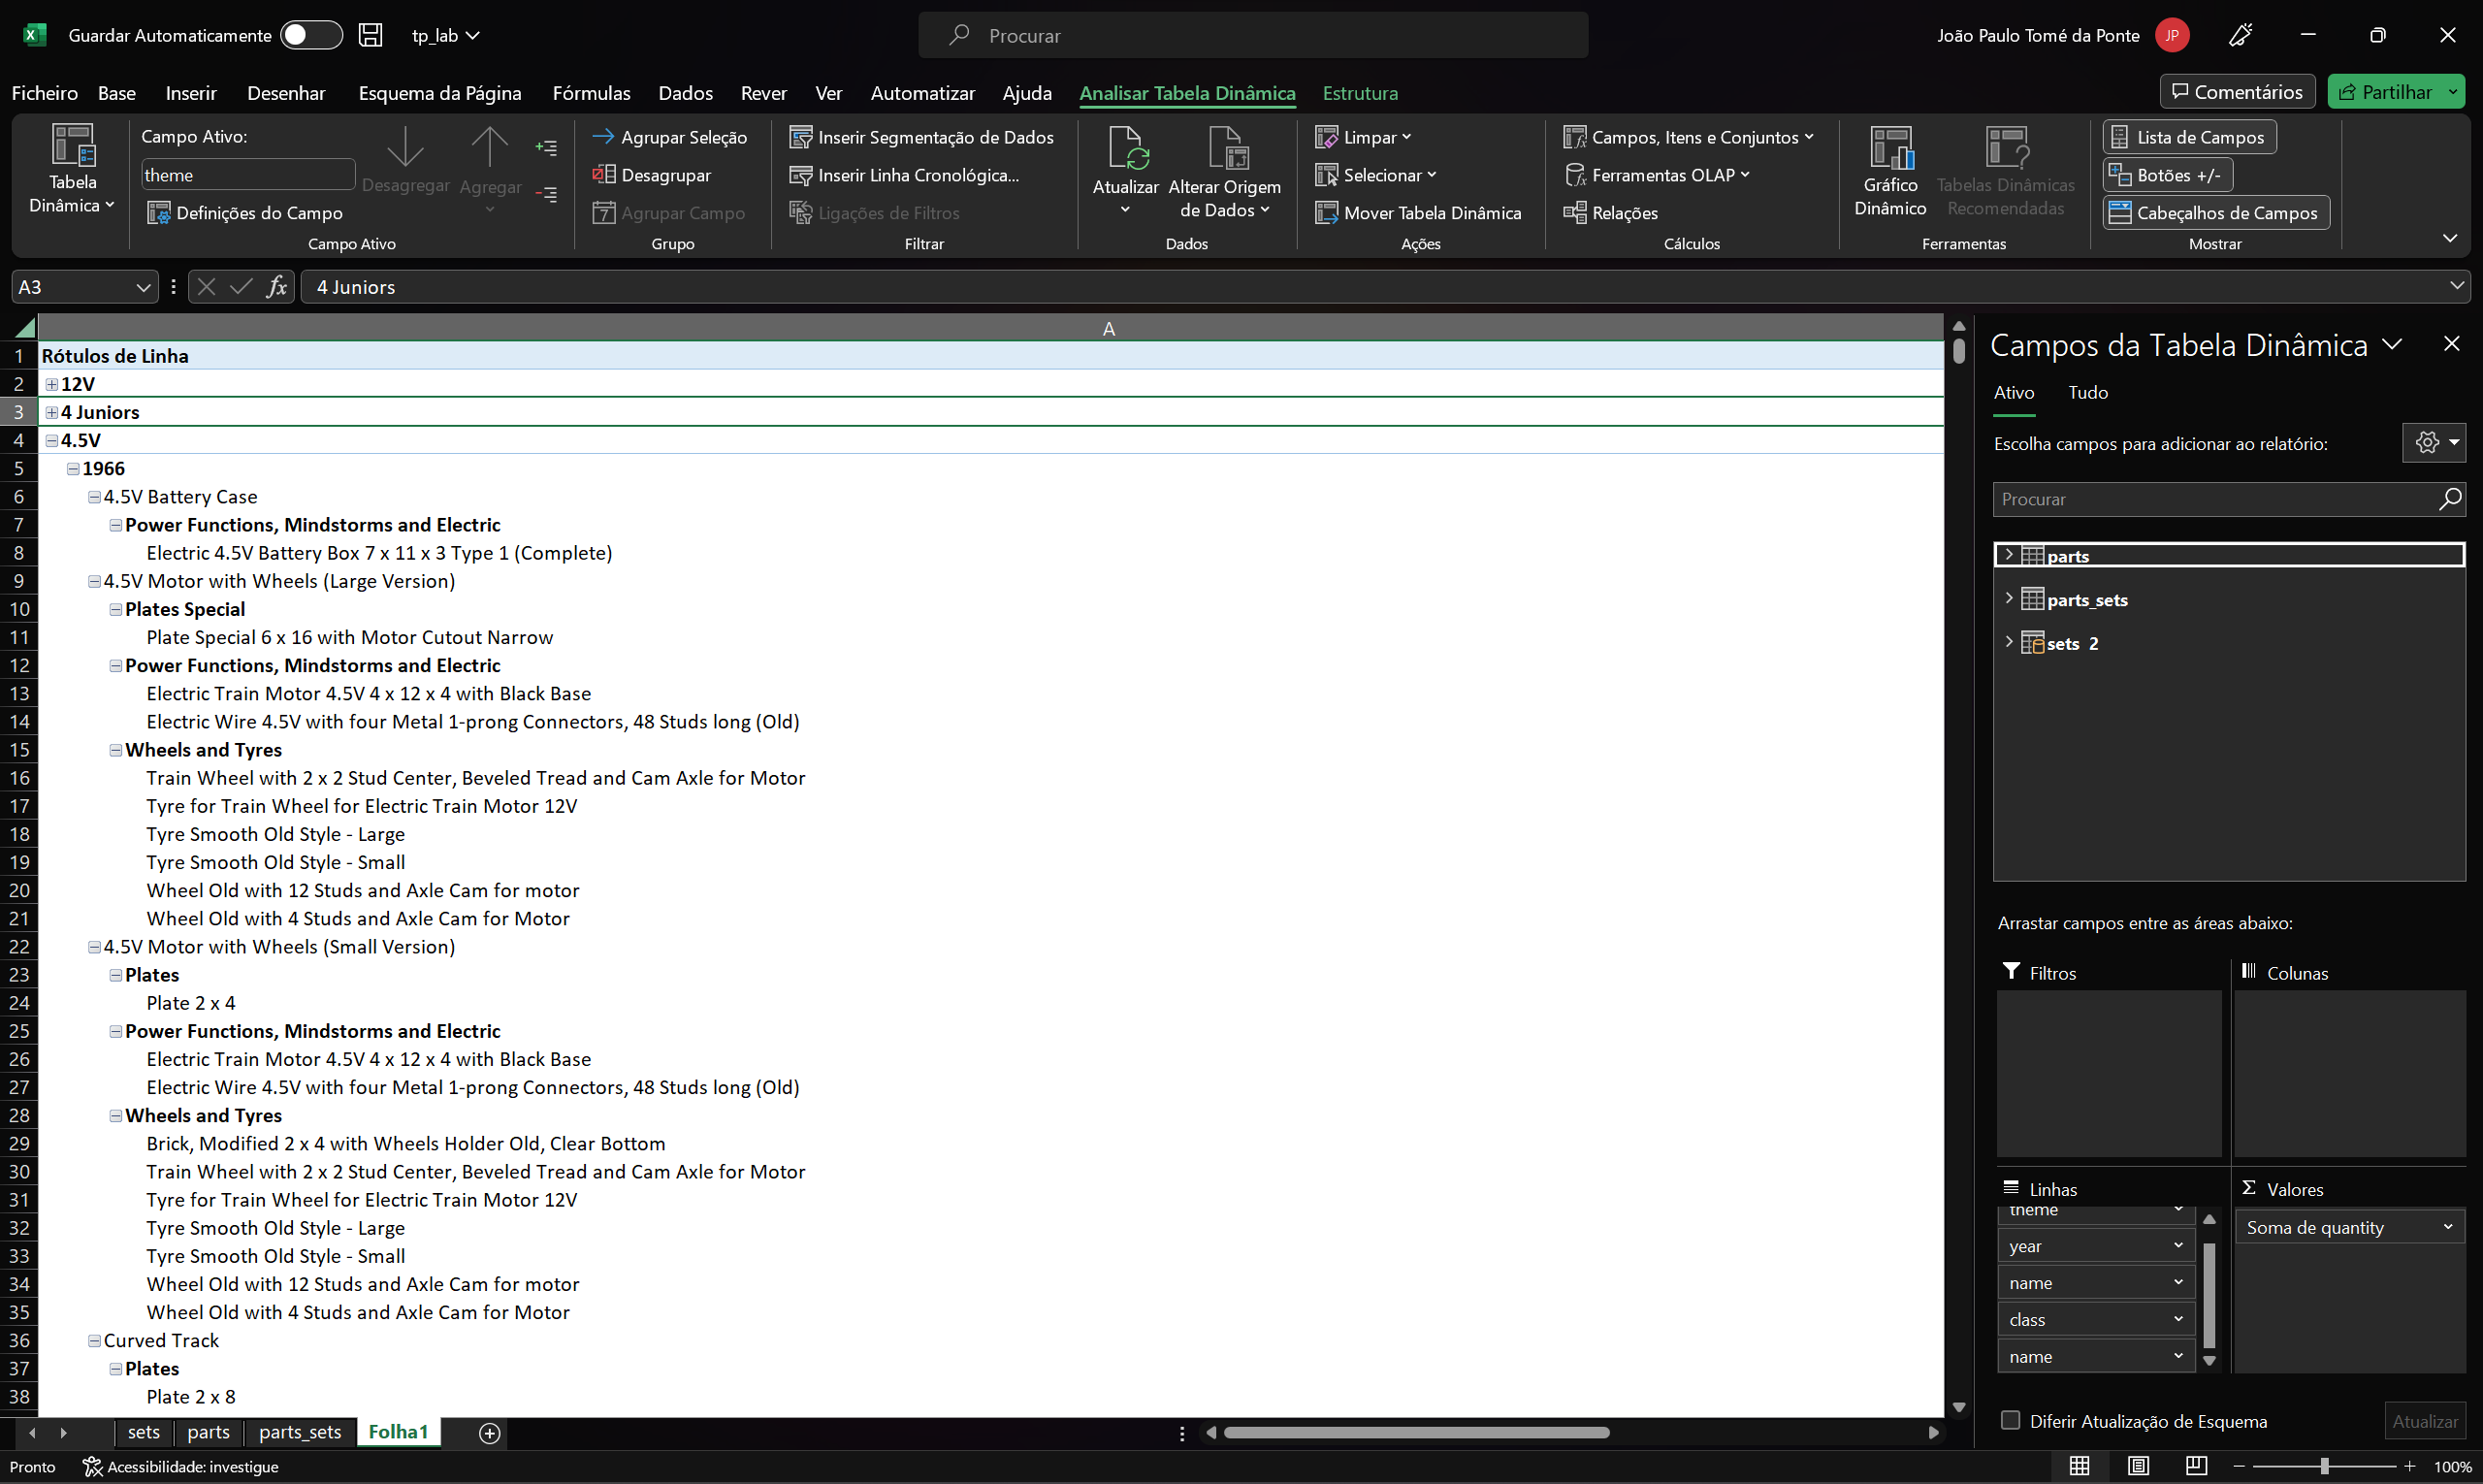 Guardar Automaticamente
tp_lab
Procurar
João Paulo Tomé da Ponte
JP
Ficheiro Base Inserir Desenhar Esquema da Página Fórmulas Dados Rever Ver Automatizar Ajuda Analisar Tabela Dinâmica Estrutura
Comentários
Partilhar
Tabela Dinâmica
Campo Ativo:
theme
Definições do Campo
Desagregar
Agregar
Campo Ativo
Agrupar Seleção
Desagrupar
Agrupar Campo
Grupo
Inserir Segmentação de Dados
Inserir Linha Cronológica...
Ligações de Filtros
Filtrar
Atualizar
Alterar Origem de Dados
Dados
Limpar
Selecionar
Mover Tabela Dinâmica
Ações
Campos, Itens e Conjuntos
Ferramentas OLAP
Relações
Cálculos
Gráfico Dinâmico
Tabelas Dinâmicas Recomendadas
Ferramentas
Lista de Campos
Botões +/-
Cabeçalhos de Campos
Mostrar
A3
fx
4 Juniors
A
1 Rótulos de Linha
2 12V
3 4 Juniors
4 4.5V
5 1966
6 4.5V Battery Case
7 Power Functions, Mindstorms and Electric
8 Electric 4.5V Battery Box 7 x 11 x 3 Type 1 (Complete)
9 4.5V Motor with Wheels (Large Version)
10 Plates Special
11 Plate Special 6 x 16 with Motor Cutout Narrow
12 Power Functions, Mindstorms and Electric
13 Electric Train Motor 4.5V 4 x 12 x 4 with Black Base
14 Electric Wire 4.5V with four Metal 1-prong Connectors, 48 Studs long (Old)
15 Wheels and Tyres
16 Train Wheel with 2 x 2 Stud Center, Beveled Tread and Cam Axle for Motor
17 Tyre for Train Wheel for Electric Train Motor 12V
18 Tyre Smooth Old Style - Large
19 Tyre Smooth Old Style - Small
20 Wheel Old with 12 Studs and Axle Cam for motor
21 Wheel Old with 4 Studs and Axle Cam for Motor
22 4.5V Motor with Wheels (Small Version)
23 Plates
24 Plate 2 x 4
25 Power Functions, Mindstorms and Electric
26 Electric Train Motor 4.5V 4 x 12 x 4 with Black Base
27 Electric Wire 4.5V with four Metal 1-prong Connectors, 48 Studs long (Old)
28 Wheels and Tyres
29 Brick, Modified 2 x 4 with Wheels Holder Old, Clear Bottom
30 Train Wheel with 2 x 2 Stud Center, Beveled Tread and Cam Axle for Motor
31 Tyre for Train Wheel for Electric Train Motor 12V
32 Tyre Smooth Old Style - Large
33 Tyre Smooth Old Style - Small
34 Wheel Old with 12 Studs and Axle Cam for motor
35 Wheel Old with 4 Studs and Axle Cam for Motor
36 Curved Track
37 Plates
38 Plate 2 x 8
Campos da Tabela Dinâmica
Ativo Tudo
Escolha campos para adicionar ao relatório:
Procurar
parts
parts_sets
sets 2
Arrastar campos entre as áreas abaixo:
Filtros
Colunas
Linhas
theme
year
name
class
name
Σ Valores
Soma de quantity
Diferir Atualização de Esquema
Atualizar
sets parts parts_sets Folha1
Pronto
Acessibilidade: investigue
100%